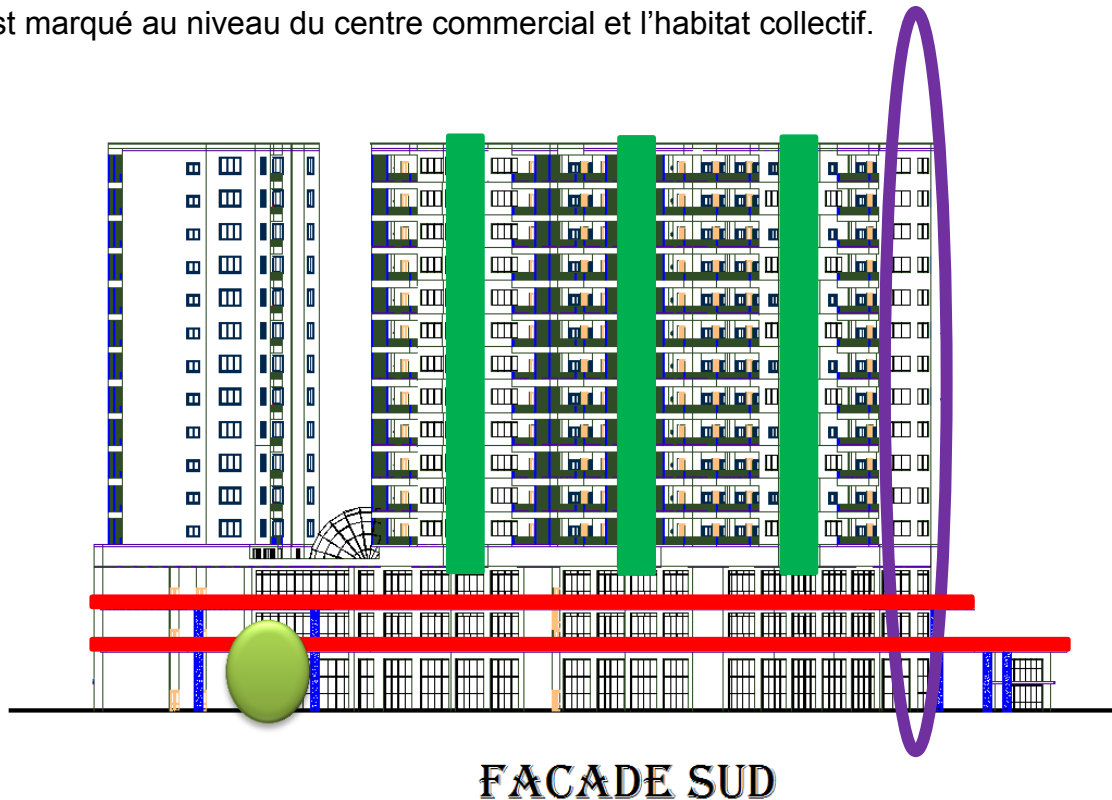 st marqué au niveau du centre commercial et l’habitat collectif.
FACADE SUD